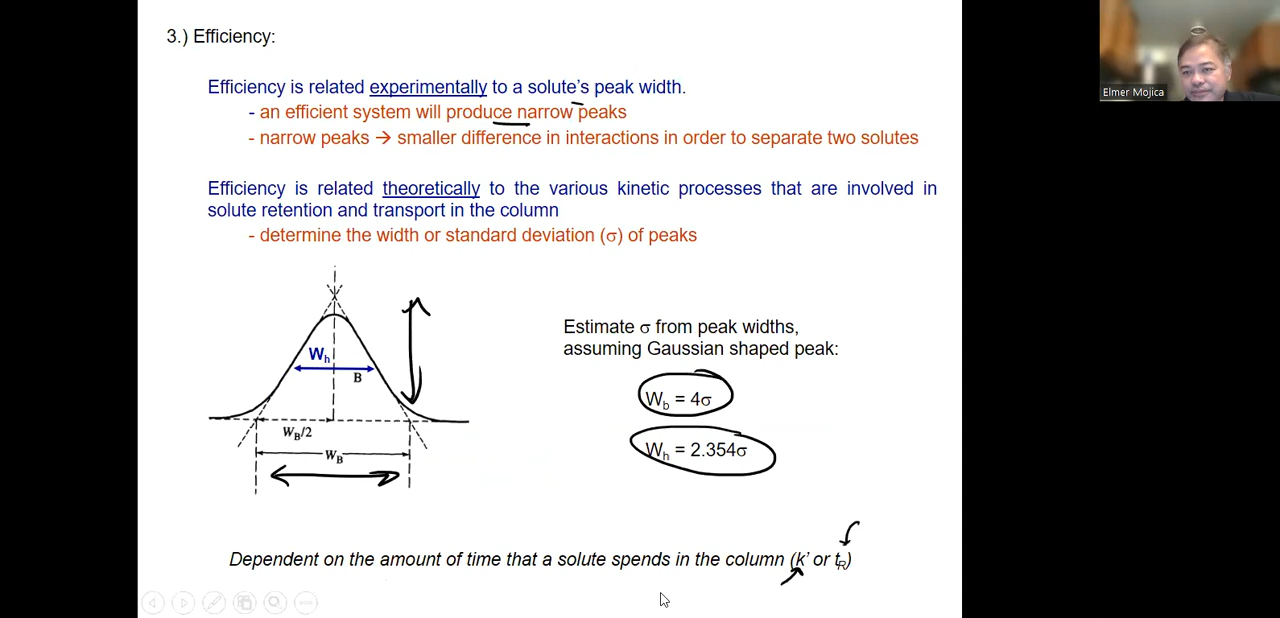 3.) Efficiency:
Efficiency is related experimentally to a solute's peak width.
- an efficient system will produce narrow peaks
- narrow peaks → smaller difference in interactions in order to separate two solutes
Efficiency is related theoretically to the various kinetic processes that are involved in
solute retention and transport in the column
- determine the width or standard deviation (σ) of peaks
Wh
B
WB/2
WB
Estimate σ from peak widths,
assuming Gaussian shaped peak:
Wb = 4σ
Wh = 2.354σ
Dependent on the amount of time that a solute spends in the column (k' or tR)
Elmer Mojica